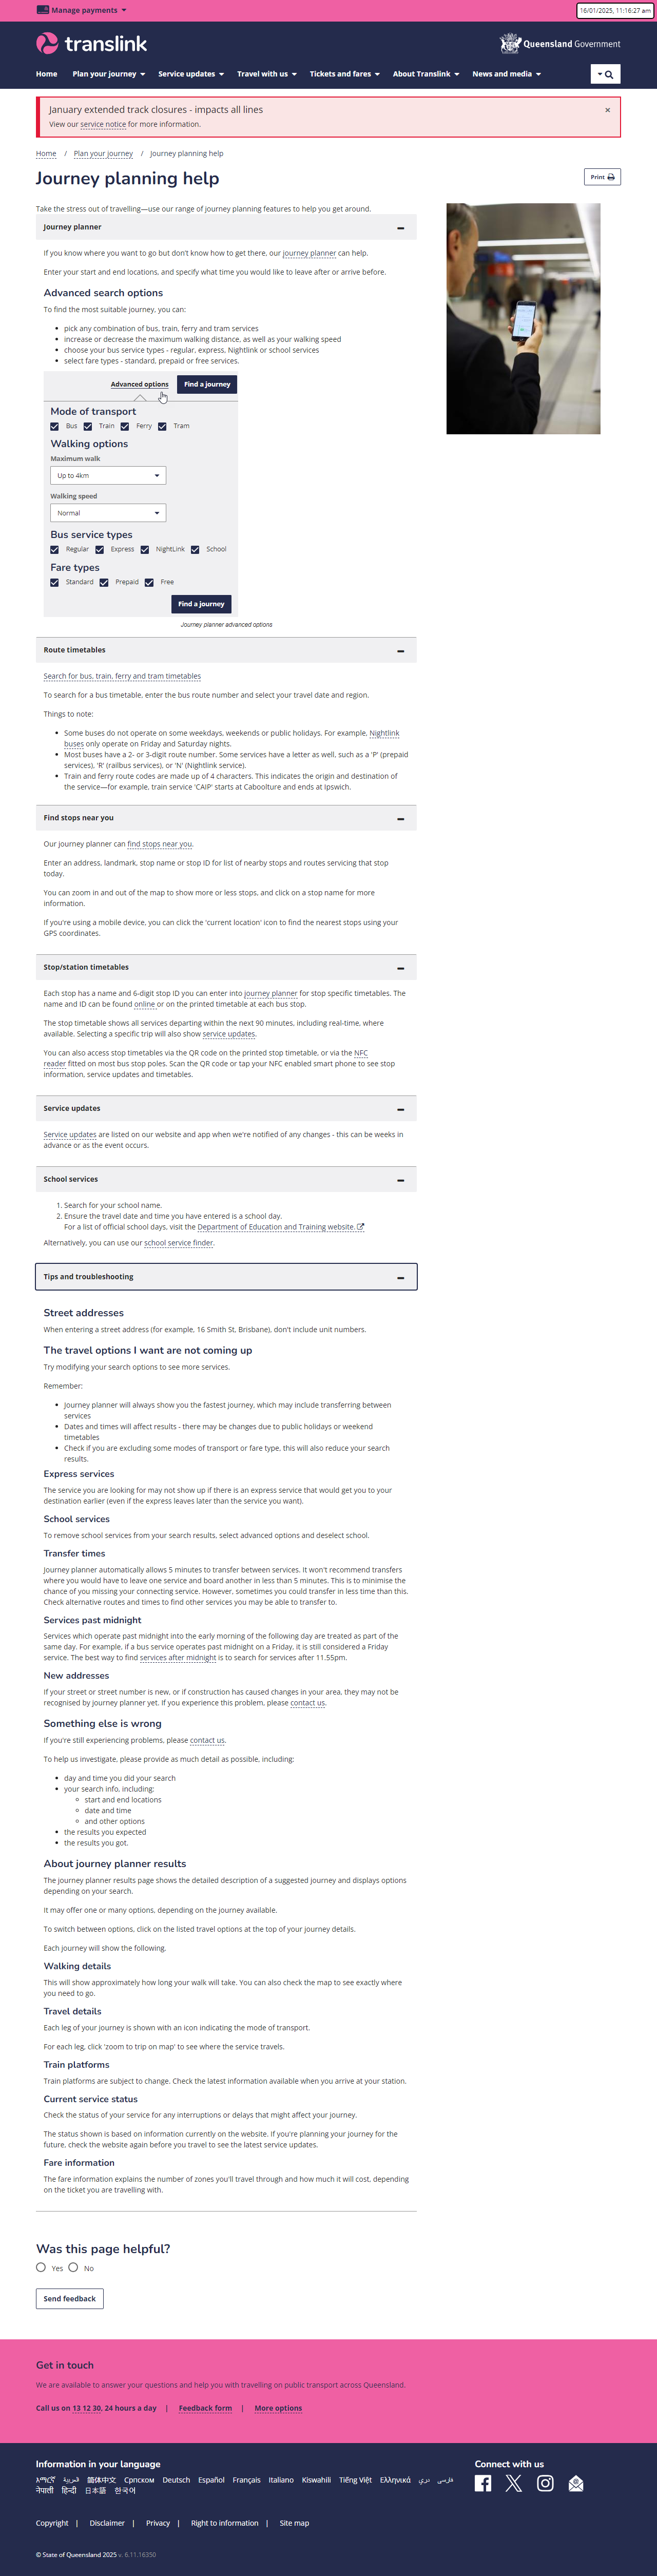 Manage payments
16/01/2025, 11:16:27 am
translink
Queensland Government
Home Plan your journey Service updates Travel with us Tickets and fares About Translink News and media
January extended track closures - impacts all lines
×
View our service notice for more information.
Home / Plan your journey / Journey planning help
Journey planning help
Print
Take the stress out of travelling—use our range of journey planning features to help you get around.
Journey planner
If you know where you want to go but don't know how to get there, our journey planner can help.
Enter your start and end locations, and specify what time you would like to leave after or arrive before.
Advanced search options
To find the most suitable journey, you can:
pick any combination of bus, train, ferry and tram services
increase or decrease the maximum walking distance, as well as your walking speed
choose your bus service types - regular, express, Nightlink or school services
select fare types - standard, prepaid or free services.
Advanced options Find a journey
Mode of transport
Bus Train Ferry Tram
Walking options
Maximum walk
Up to 4km
Walking speed
Normal
Bus service types
Regular Express NightLink School
Fare types
Standard Prepaid Free
Find a journey
Journey planner advanced options
Route timetables
Search for bus, train, ferry and tram timetables
To search for a bus timetable, enter the bus route number and select your travel date and region.
Things to note:
Some buses do not operate on some weekdays, weekends or public holidays. For example, Nightlink
buses only operate on Friday and Saturday nights.
Most buses have a 2- or 3-digit route number. Some services have a letter as well, such as a 'P' (prepaid
services), 'R' (railbus services), or 'N' (Nightlink service).
Train and ferry route codes are made up of 4 characters. This indicates the origin and destination of
the service—for example, train service 'CAIP' starts at Caboolture and ends at Ipswich.
Find stops near you
Our journey planner can find stops near you.
Enter an address, landmark, stop name or stop ID for list of nearby stops and routes servicing that stop
today.
You can zoom in and out of the map to show more or less stops, and click on a stop name for more
information.
If you're using a mobile device, you can click the 'current location' icon to find the nearest stops using your
GPS coordinates.
Stop/station timetables
Each stop has a name and 6-digit stop ID you can enter into journey planner for stop specific timetables. The
name and ID can be found online or on the printed timetable at each bus stop.
The stop timetable shows all services departing within the next 90 minutes, including real-time, where
available. Selecting a specific trip will also show service updates.
You can also access stop timetables via the QR code on the printed stop timetable, or via the NFC
reader fitted on most bus stop poles. Scan the QR code or tap your NFC enabled smart phone to see stop
information, service updates and timetables.
Service updates
Service updates are listed on our website and app when we're notified of any changes - this can be weeks in
advance or as the event occurs.
School services
1. Search for your school name.
2. Ensure the travel date and time you have entered is a school day.
For a list of official school days, visit the Department of Education and Training website.
Alternatively, you can use our school service finder.
Tips and troubleshooting
Street addresses
When entering a street address (for example, 16 Smith St, Brisbane), don't include unit numbers.
The travel options I want are not coming up
Try modifying your search options to see more services.
Remember:
Journey planner will always show you the fastest journey, which may include transferring between
services
Dates and times will affect results - there may be changes due to public holidays or weekend
timetables
Check if you are excluding some modes of transport or fare type, this will also reduce your search
results.
Express services
The service you are looking for may not show up if there is an express service that would get you to your
destination earlier (even if the express leaves later than the service you want).
School services
To remove school services from your search results, select advanced options and deselect school.
Transfer times
Journey planner automatically allows 5 minutes to transfer between services. It won't recommend transfers
where you would have to leave one service and board another in less than 5 minutes. This is to minimise the
chance of you missing your connecting service. However, sometimes you could transfer in less time than this.
Check alternative routes and times to find other services you may be able to transfer to.
Services past midnight
Services which operate past midnight into the early morning of the following day are treated as part of the
same day. For example, if a bus service operates past midnight on a Friday, it is still considered a Friday
service. The best way to find services after midnight is to search for services after 11.55pm.
New addresses
If your street or street number is new, or if construction has caused changes in your area, they may not be
recognised by journey planner yet. If you experience this problem, please contact us.
Something else is wrong
If you're still experiencing problems, please contact us.
To help us investigate, please provide as much detail as possible, including:
day and time you did your search
your search info, including:
start and end locations
date and time
and other options
the results you expected
the results you got.
About journey planner results
The journey planner results page shows the detailed description of a suggested journey and displays options
depending on your search.
It may offer one or many options, depending on the journey available.
To switch between options, click on the listed travel options at the top of your journey details.
Each journey will show the following.
Walking details
This will show approximately how long your walk will take. You can also check the map to see exactly where
you need to go.
Travel details
Each leg of your journey is shown with an icon indicating the mode of transport.
For each leg, click 'zoom to trip on map' to see where the service travels.
Train platforms
Train platforms are subject to change. Check the latest information available when you arrive at your station.
Current service status
Check the status of your service for any interruptions or delays that might affect your journey.
The status shown is based on information currently on the website. If you're planning your journey for the
future, check the website again before you travel to see the latest service updates.
Fare information
The fare information explains the number of zones you'll travel through and how much it will cost, depending
on the ticket you are travelling with.
Was this page helpful?
Yes No
Send feedback
Get in touch
We are available to answer your questions and help you with travelling on public transport across Queensland.
Call us on 13 12 30, 24 hours a day | Feedback form | More options
Information in your language
Connect with us
አማርኛ العربية 简体中文 Српском Deutsch Español Français Italiano Kiswahili Tiếng Việt Ελληνικά دری فارسی
नेपाली हिन्दी 日本語 한국어
Copyright | Disclaimer | Privacy | Right to information | Site map
© State of Queensland 2025 v. 6.11.16350